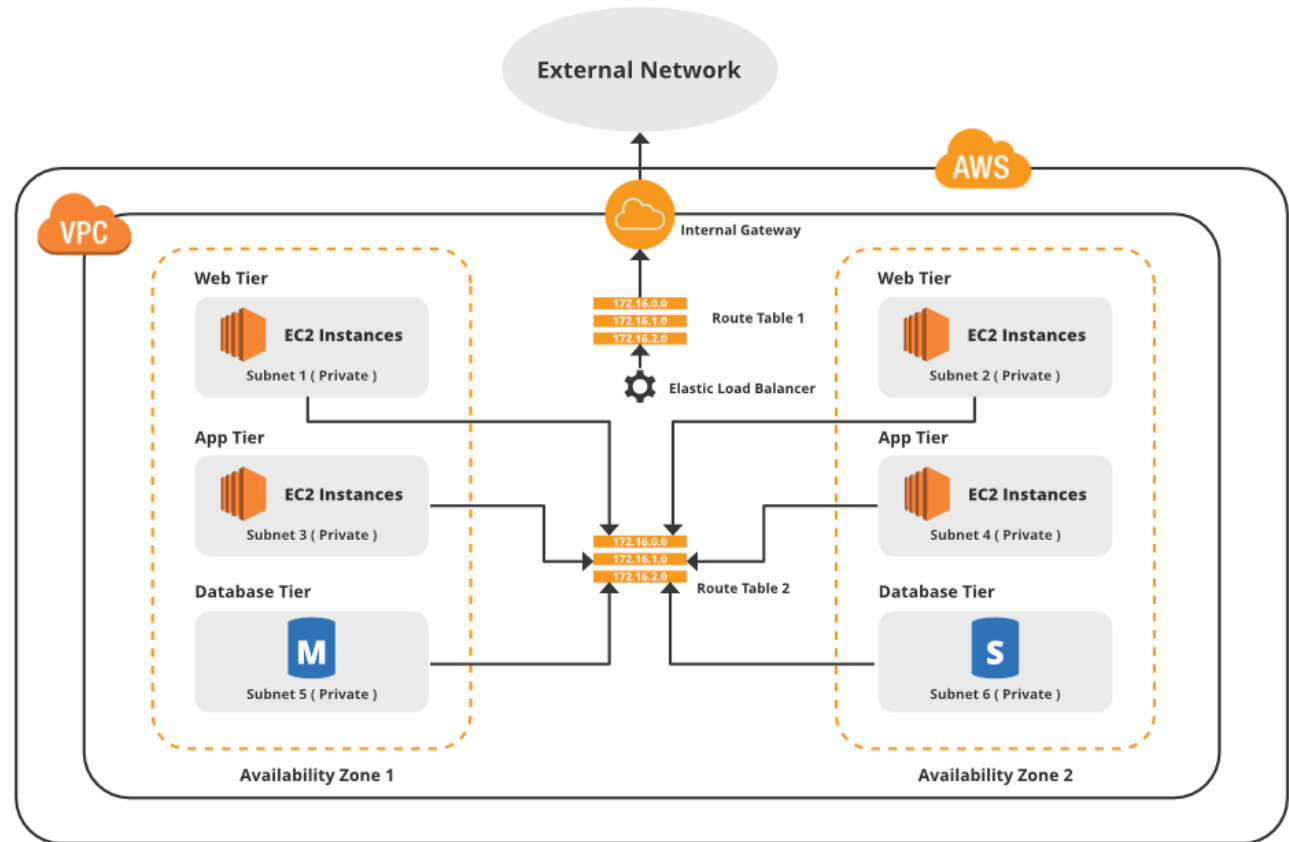 External Network
AWS
VPC
Internal Gateway
Web Tier
EC2 Instances
Subnet 1 ( Private )
172.16.0.0
172.16.1.0
172.16.2.0
Route Table 1
Elastic Load Balancer
Web Tier
EC2 Instances
Subnet 2 ( Private )
App Tier
EC2 Instances
Subnet 3 ( Private )
App Tier
EC2 Instances
Subnet 4 ( Private )
172.16.0.0
172.16.1.0
172.16.2.0
Route Table 2
Database Tier
M
Subnet 5 ( Private )
Database Tier
S
Subnet 6 ( Private )
Availability Zone 1
Availability Zone 2